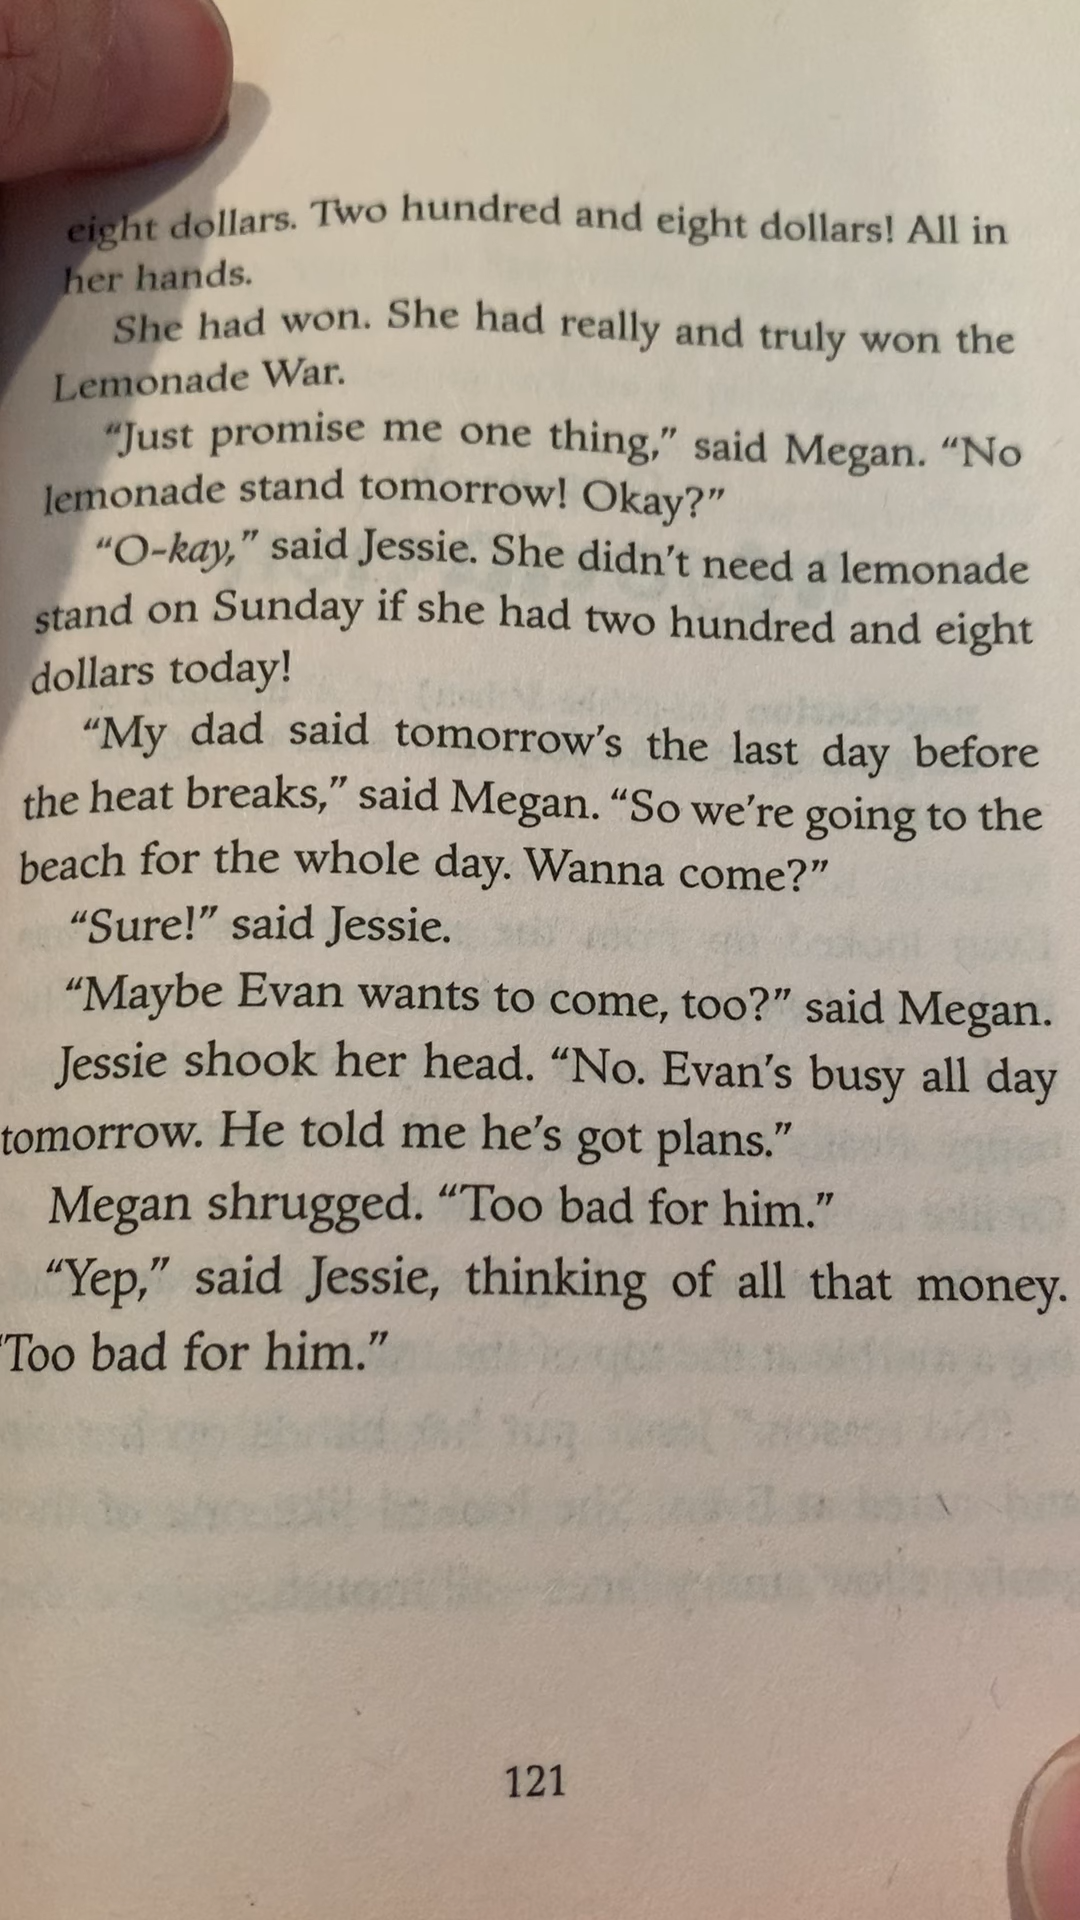 eight dollars. Two hundred and eight dollars! All in
her hands.
She had won. She had really and truly won the
Lemonade War.
“Just promise me one thing,” said Megan. “No
lemonade stand tomorrow! Okay?”
“O-kay,” said Jessie. She didn’t need a lemonade
stand on Sunday if she had two hundred and eight
dollars today!
“My dad said tomorrow’s the last day before
the heat breaks,” said Megan. “So we’re going to the
beach for the whole day. Wanna come?”
“Sure!” said Jessie.
“Maybe Evan wants to come, too?” said Megan.
Jessie shook her head. “No. Evan’s busy all day
tomorrow. He told me he’s got plans.”
Megan shrugged. “Too bad for him.”
“Yep,” said Jessie, thinking of all that money.
“Too bad for him.”
121